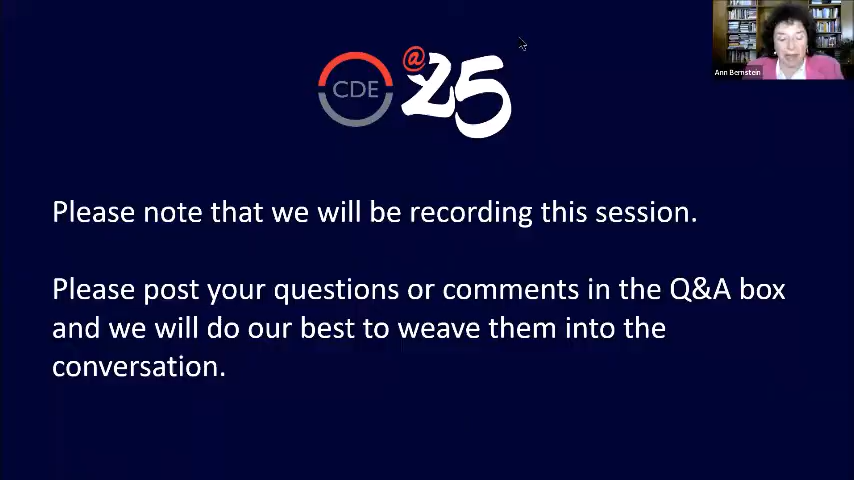 CDE
@
25
Ann Bernstein
Please note that we will be recording this session.
Please post your questions or comments in the Q&A box
and we will do our best to weave them into the
conversation.